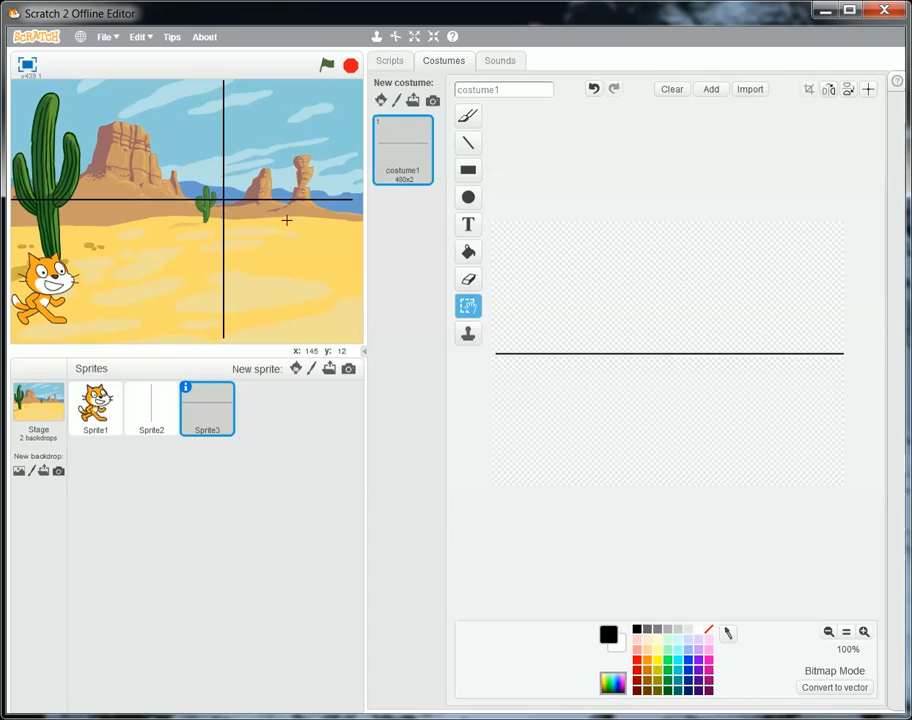 Scratch 2 Offline Editor
SCRATCH File Edit Tips About
v439.1
Scripts Costumes Sounds
New costume:
1
costume1
480x2
costume1
Clear Add Import
T
x: 145 y: 12
Sprites New sprite:
Stage
2 backdrops
New backdrop:
Sprite1 Sprite2 Sprite3
100%
Bitmap Mode
Convert to vector